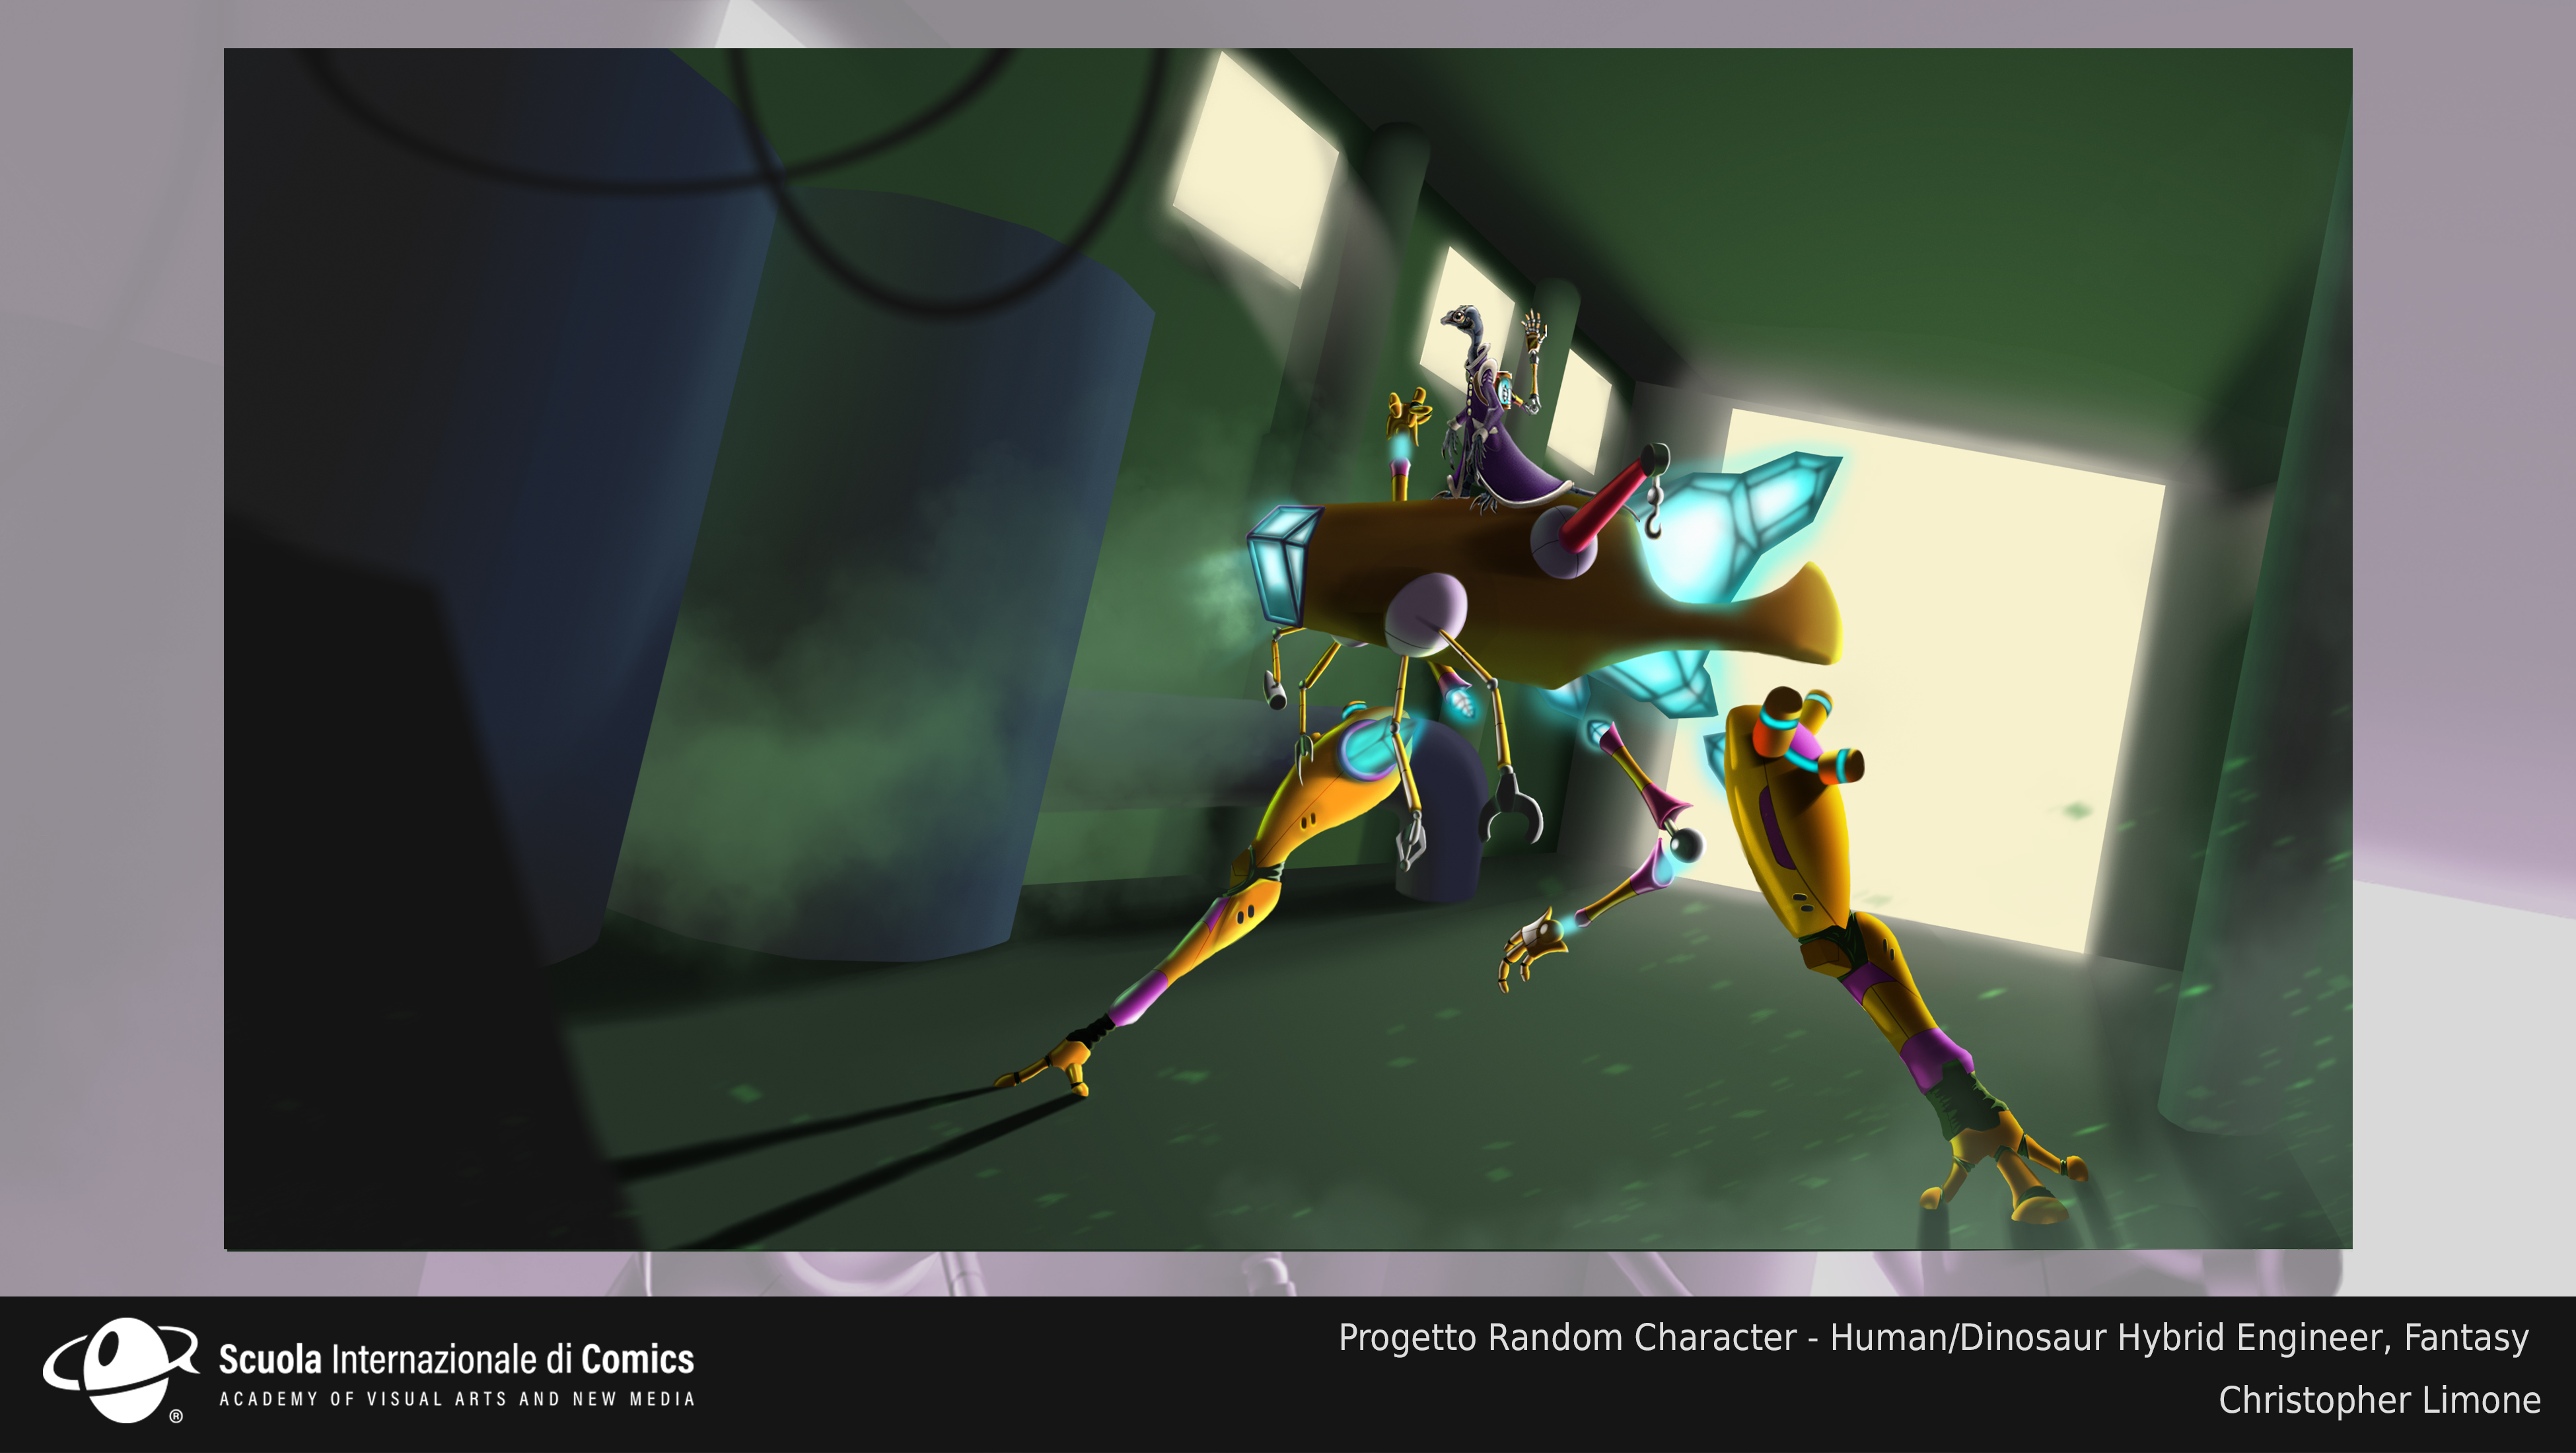 Scuola Internazionale di Comics
ACADEMY OF VISUAL ARTS AND NEW MEDIA
®
Progetto Random Character - Human/Dinosaur Hybrid Engineer, Fantasy
Christopher Limone